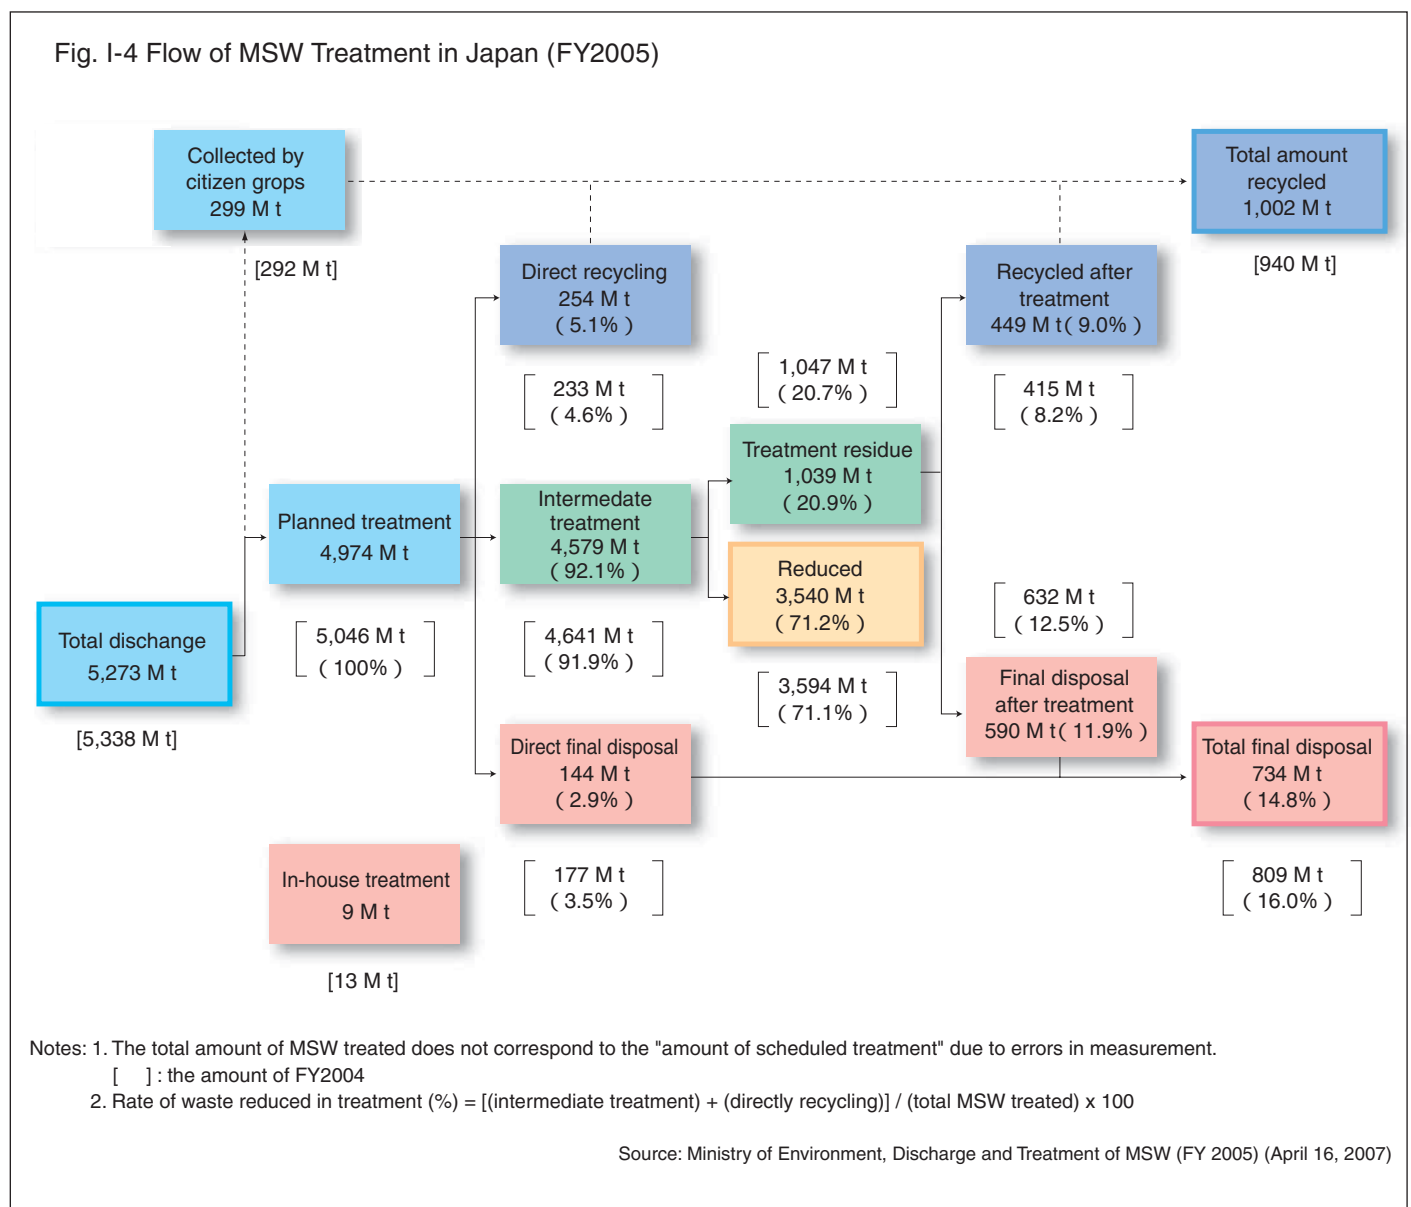 Fig. I-4 Flow of MSW Treatment in Japan (FY2005)
Collected by
citizen grops
299 M t
[292 M t]
Total amount
recycled
1,002 M t
[940 M t]
Direct recycling
254 M t
( 5.1% )
233 M t
( 4.6% )
Recycled after
treatment
449 M t ( 9.0% )
415 M t
( 8.2% )
1,047 M t
( 20.7% )
Treatment residue
1,039 M t
( 20.9% )
Planned treatment
4,974 M t
5,046 M t
( 100% )
Intermedate
treatment
4,579 M t
( 92.1% )
4,641 M t
( 91.9% )
Reduced
3,540 M t
( 71.2% )
3,594 M t
( 71.1% )
632 M t
( 12.5% )
Total dischange
5,273 M t
[5,338 M t]
Final disposal
after treatment
590 M t ( 11.9% )
Direct final disposal
144 M t
( 2.9% )
177 M t
( 3.5% )
Total final disposal
734 M t
( 14.8% )
809 M t
( 16.0% )
In-house treatment
9 M t
[13 M t]
Notes: 1. The total amount of MSW treated does not correspond to the "amount of scheduled treatment" due to errors in measurement.
[ ] : the amount of FY2004
2. Rate of waste reduced in treatment (%) = [(intermediate treatment) + (directly recycling)] / (total MSW treated) x 100
Source: Ministry of Environment, Discharge and Treatment of MSW (FY 2005) (April 16, 2007)